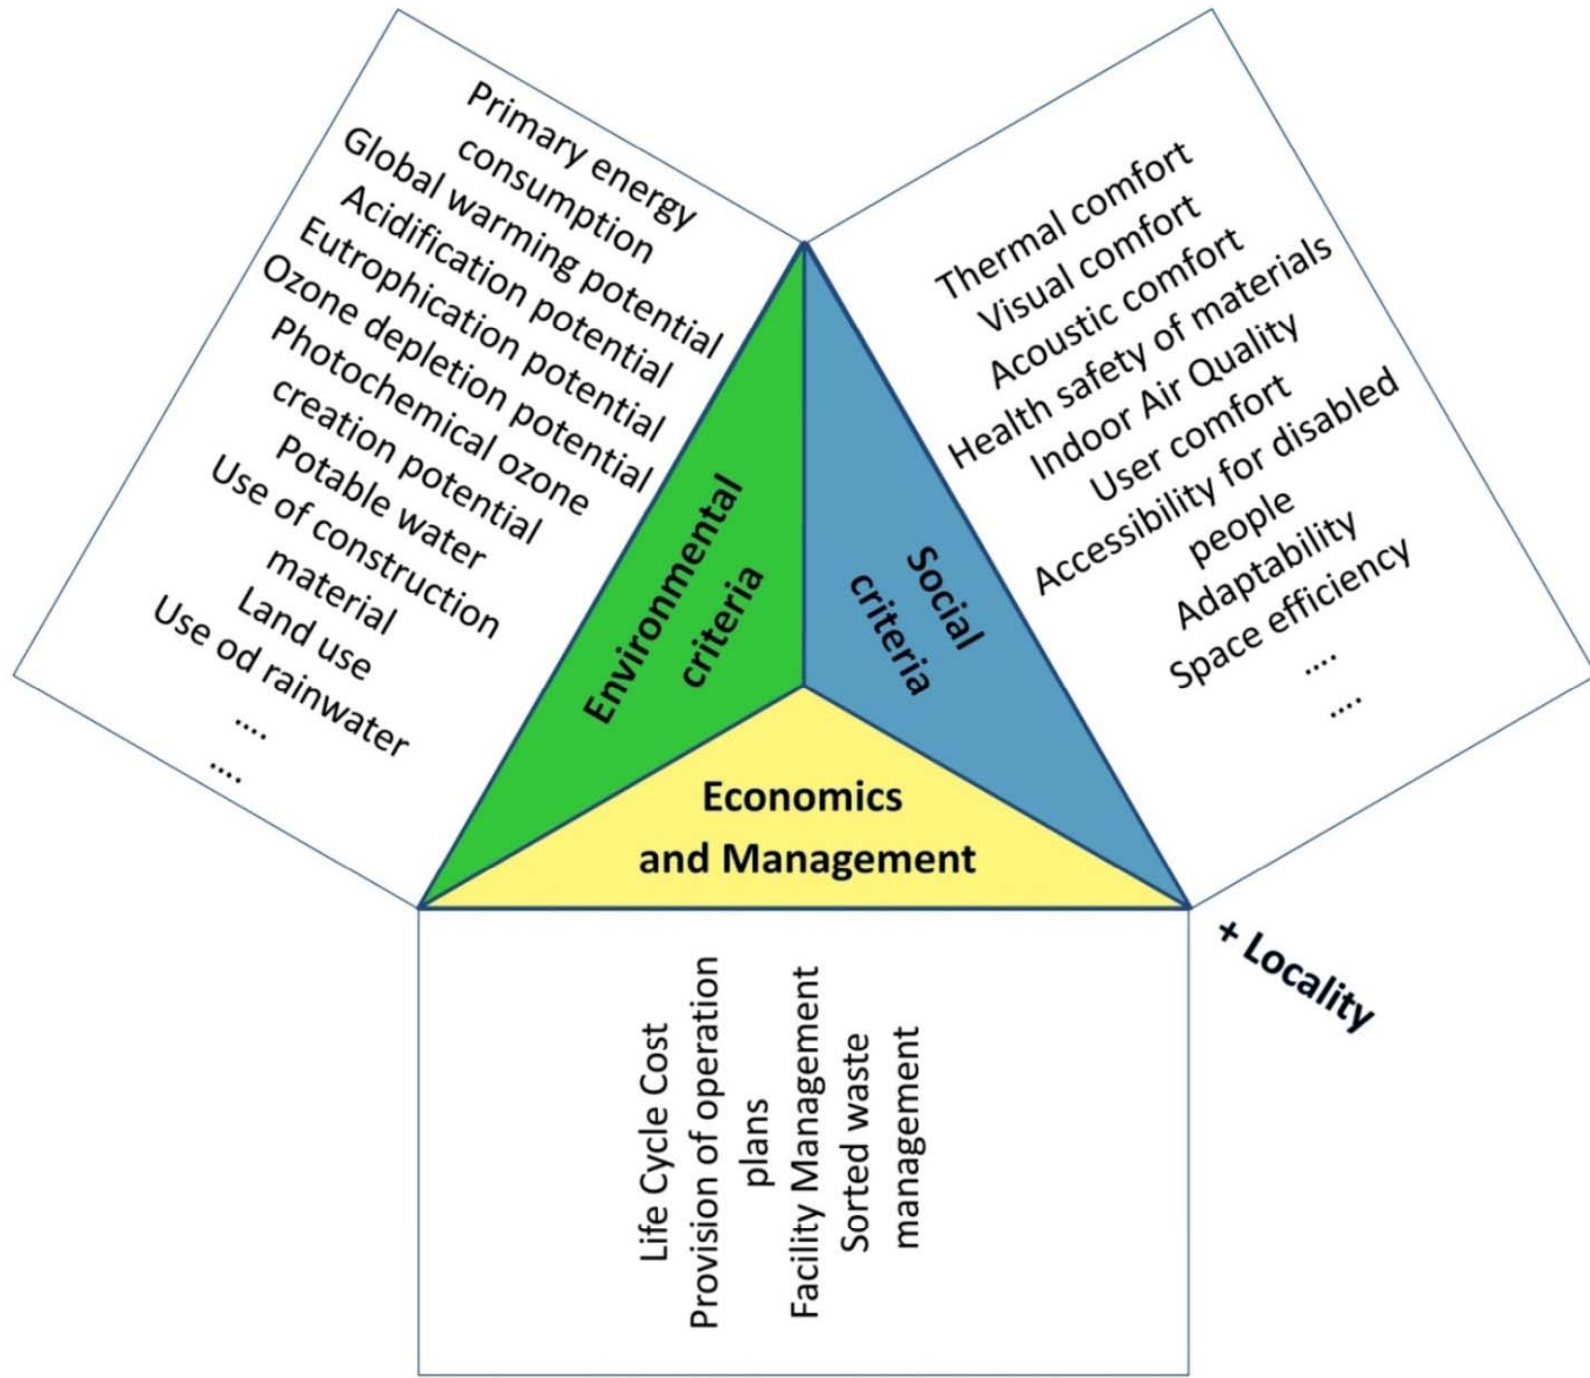 Primary energy
consumption
Global warming potential
Acidification potential
Eutrophication potential
Ozone depletion potential
Photochemical ozone
creation potential
Potable water
Use of construction
material
Land use
Use od rainwater
....
....
Thermal comfort
Visual comfort
Acoustic comfort
Health safety of materials
Indoor Air Quality
User comfort
Accessibility for disabled
people
Adaptability
Space efficiency
....
....
Environmental
criteria
Social
criteria
Economics
and Management
+ Locality
Life Cycle Cost
Provision of operation
plans
Facility Management
Sorted waste
management